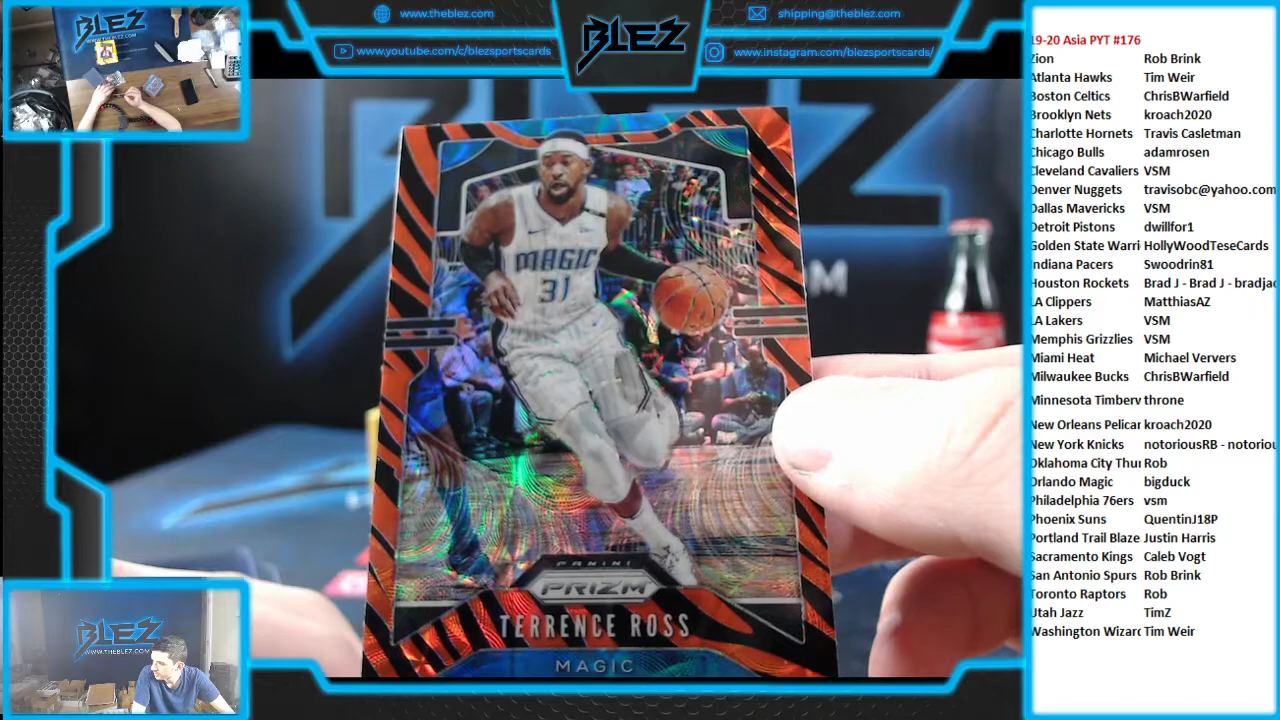 BLEZ
www.theblez.com
www.youtube.com/c/blezsportscards
BLEZ
shipping@theblez.com
www.instagram.com/blezsportscards/
MAGIC
31
PANINI
PRIZM
TERRENCE ROSS
MAGIC
M
BLEZ
WWW.THEBLEZ.COM
19-20 Asia PYT #176
Zion Rob Brink
Atlanta Hawks Tim Weir
Boston Celtics ChrisBWarfield
Brooklyn Nets kroach2020
Charlotte Hornets Travis Casletman
Chicago Bulls adamrosen
Cleveland Cavaliers VSM
Denver Nuggets travisobc@yahoo.com
Dallas Mavericks VSM
Detroit Pistons dwillfor1
Golden State Warri HollyWoodTeseCards
Indiana Pacers Swoodrin81
Houston Rockets Brad J - Brad J - bradjac
LA Clippers MatthiasAZ
LA Lakers VSM
Memphis Grizzlies VSM
Miami Heat Michael Ververs
Milwaukee Bucks ChrisBWarfield
Minnesota Timberv throne
New Orleans Pelicar kroach2020
New York Knicks notoriousRB - notoriou
Oklahoma City Thu Rob
Orlando Magic bigduck
Philadelphia 76ers vsm
Phoenix Suns QuentinJ18P
Portland Trail Blaze Justin Harris
Sacramento Kings Caleb Vogt
San Antonio Spurs Rob Brink
Toronto Raptors Rob
Utah Jazz TimZ
Washington Wizarc Tim Weir